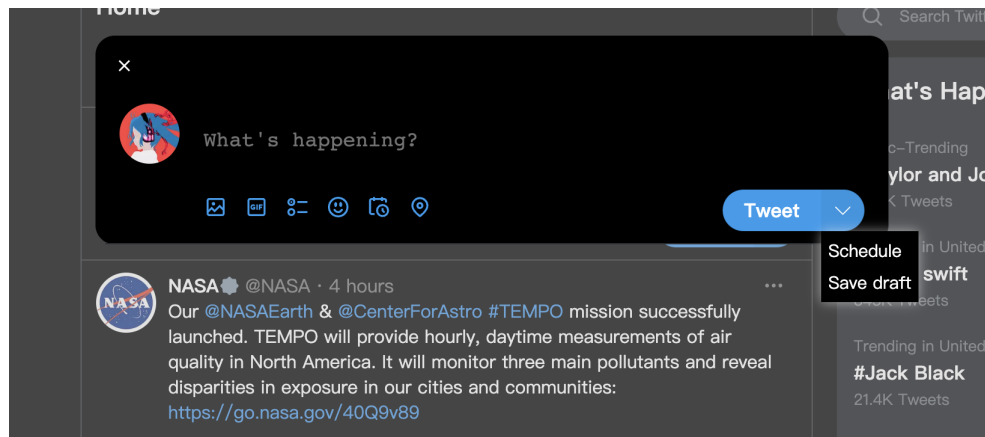 Home
Search Twit
What's happening?
GIF
Tweet
Schedule
Save draft
at's Hap
c–Trending
ylor and Jo
K Tweets
in United
swift
Tweets
Trending in United
#Jack Black
21.4K Tweets
NASA
NASA @NASA · 4 hours
Our @NASAEarth & @CenterForAstro #TEMPO mission successfully
launched. TEMPO will provide hourly, daytime measurements of air
quality in North America. It will monitor three main pollutants and reveal
disparities in exposure in our cities and communities:
https://go.nasa.gov/40Q9v89